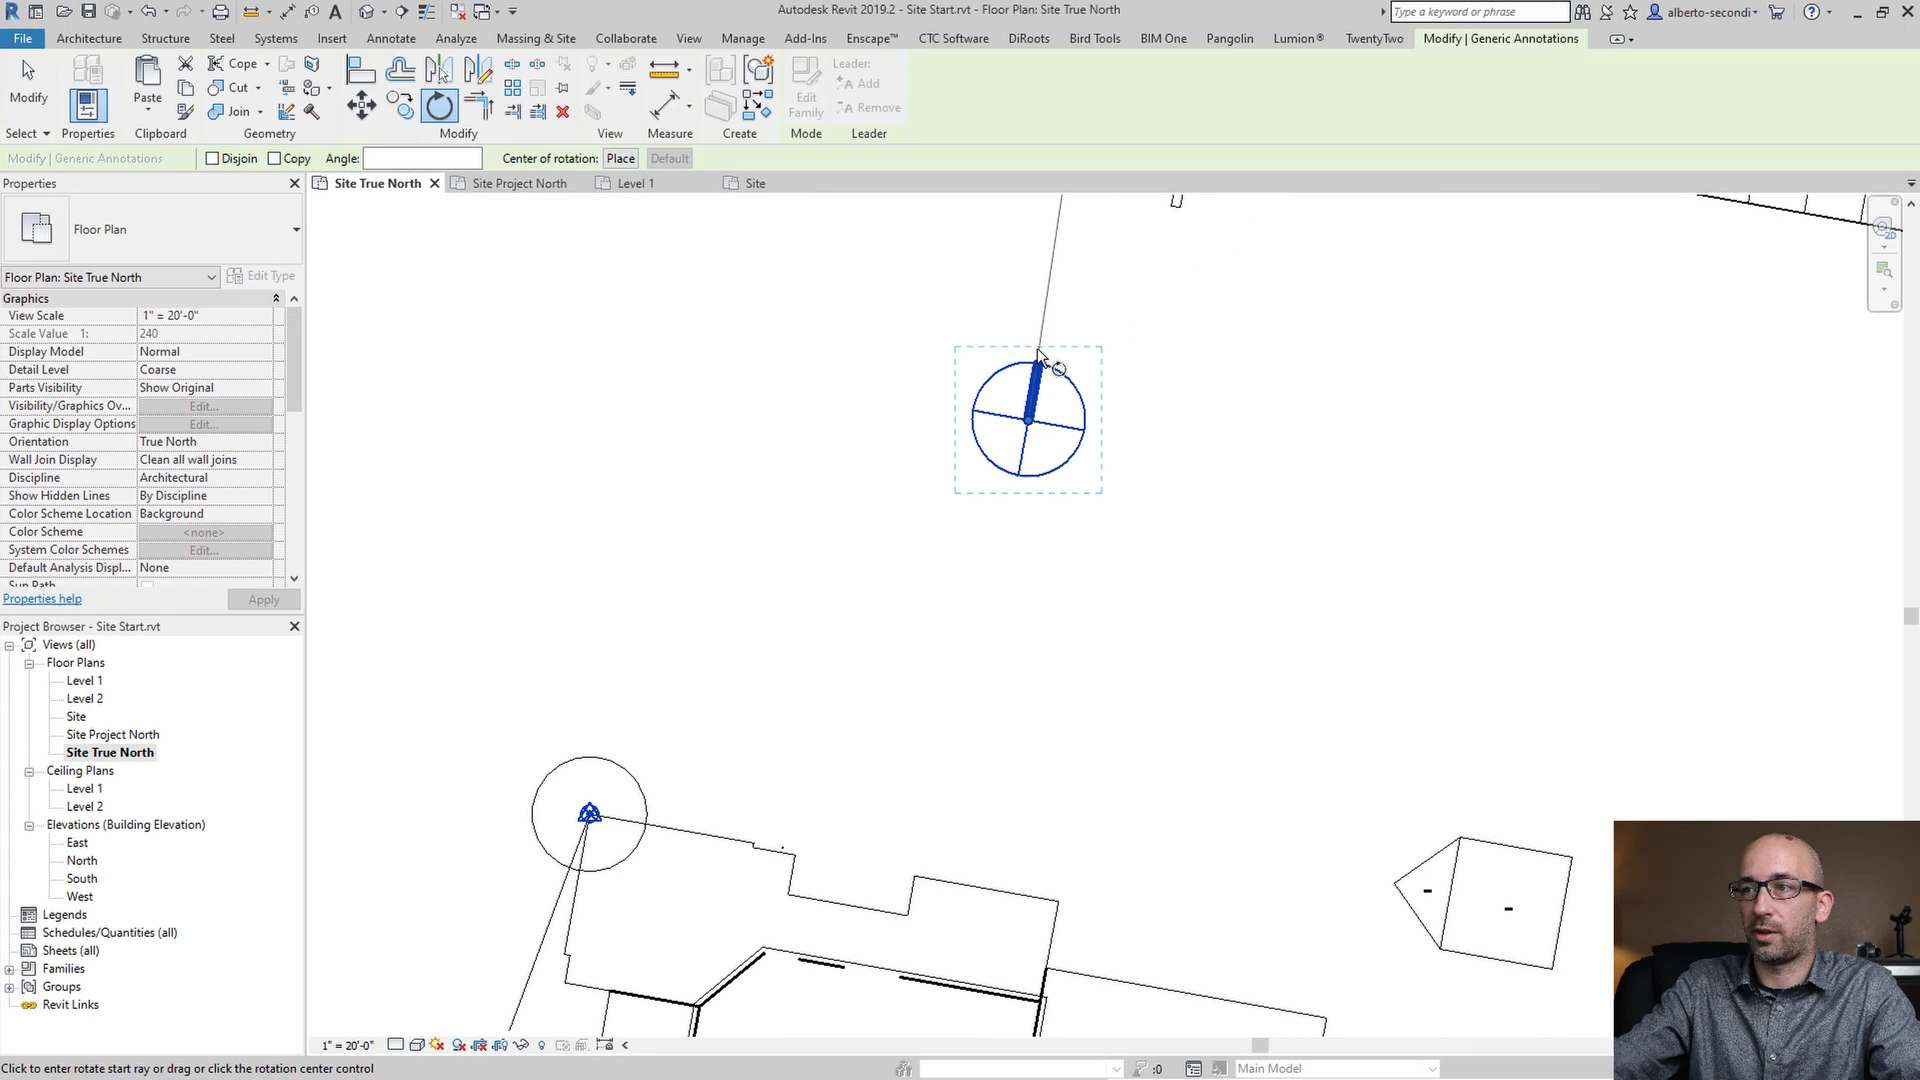 Autodesk Revit 2019.2 - Site Start.rvt - Floor Plan: Site True North
Type a keyword or phrase
alberto-secondi
File Architecture Structure Steel Systems Insert Annotate Analyze Massing & Site Collaborate View Manage Add-Ins Enscape™ CTC Software DiRoots Bird Tools BIM One Pangolin Lumion® TwentyTwo Modify | Generic Annotations
Modify
Paste
Cope
Cut
Join
Edit
Family
Leader:
Add
Remove
Select Properties Clipboard Geometry Modify View Measure Create Mode Leader
Modify | Generic Annotations Disjoin Copy Angle: Center of rotation: Place Default
Properties
Site True North Site Project North Level 1 Site
Floor Plan
Floor Plan: Site True North Edit Type
Graphics
View Scale 1" = 20'-0"
Scale Value 1: 240
Display Model Normal
Detail Level Coarse
Parts Visibility Show Original
Visibility/Graphics Ov... Edit...
Graphic Display Options Edit...
Orientation True North
Wall Join Display Clean all wall joins
Discipline Architectural
Show Hidden Lines By Discipline
Color Scheme Location Background
Color Scheme <none>
System Color Schemes Edit...
Default Analysis Displ... None
Sun Path
Properties help Apply
Project Browser - Site Start.rvt
Views (all)
Floor Plans
Level 1
Level 2
Site
Site Project North
Site True North
Ceiling Plans
Level 1
Level 2
Elevations (Building Elevation)
East
North
South
West
Legends
Schedules/Quantities (all)
Sheets (all)
Families
Groups
Revit Links
2D
1" = 20'-0"
Click to enter rotate start ray or drag or click the rotation center control
:0
Main Model